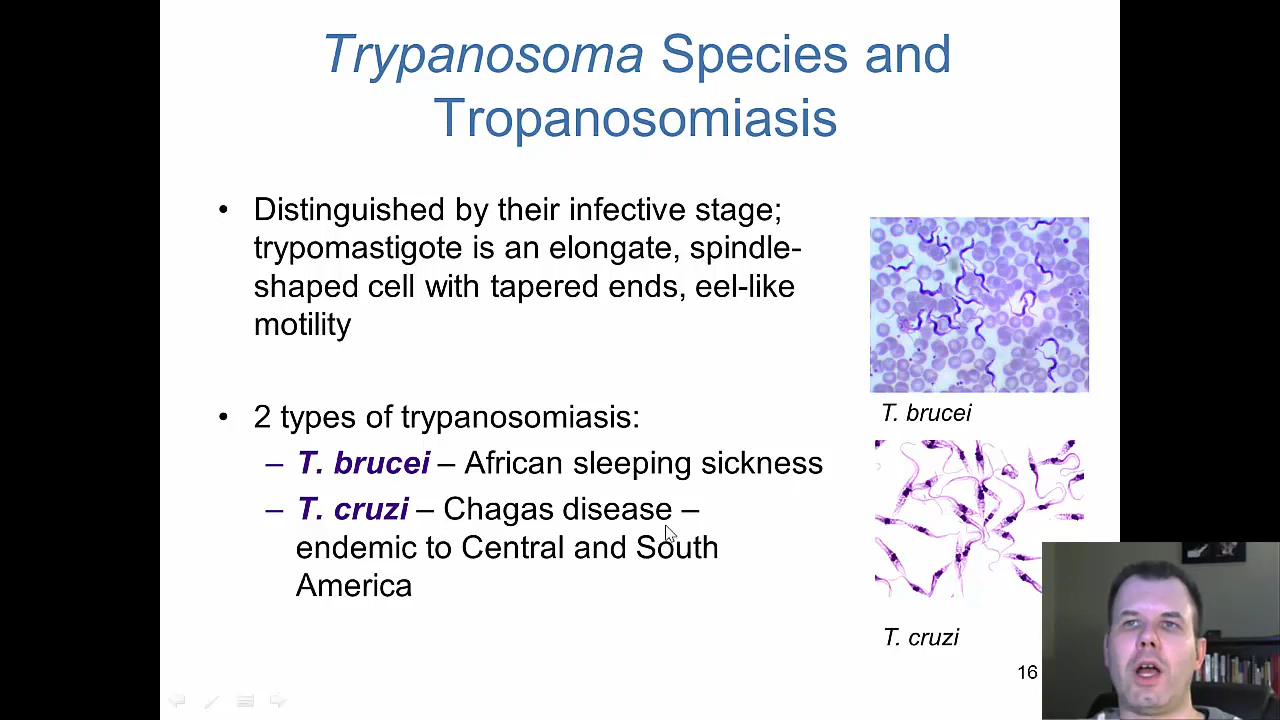 Trypanosoma Species and
Tropanosomiasis
• Distinguished by their infective stage;
trypomastigote is an elongate, spindle-
shaped cell with tapered ends, eel-like
motility
• 2 types of trypanosomiasis:
– T. brucei – African sleeping sickness
– T. cruzi – Chagas disease –
endemic to Central and South
America
T. brucei
T. cruzi
16